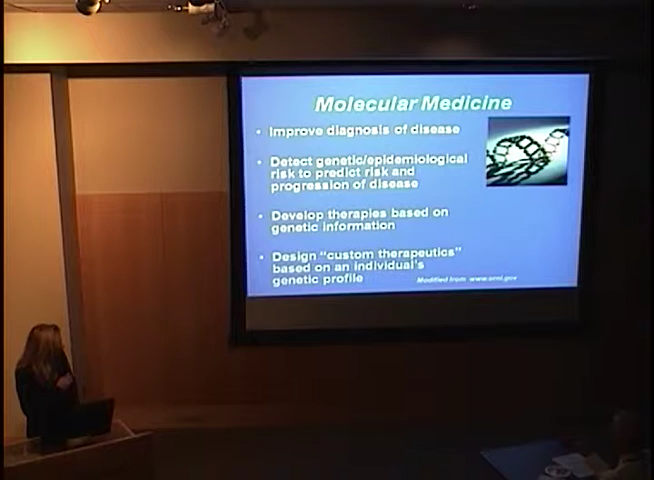 Molecular Medicine
• Improve diagnosis of disease
• Detect genetic/epidemiological
risk to predict risk and
progression of disease
• Develop therapies based on
genetic information
• Design "custom therapeutics"
based on an individual's
genetic profile
Modified from www.ornl.gov